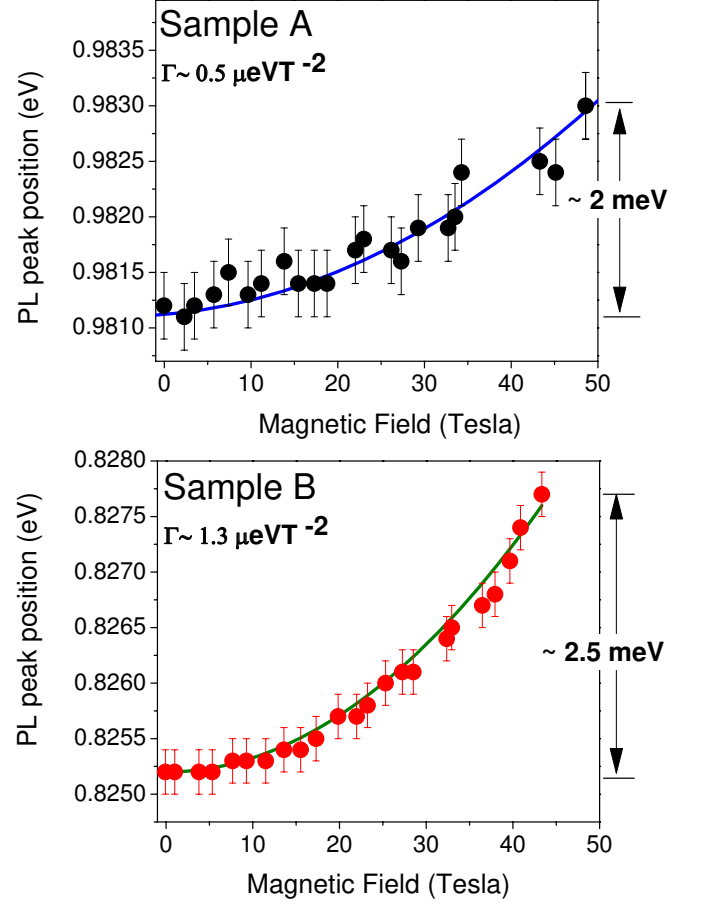 Sample A
Γ~ 0.5 μeVT -2
PL peak position (eV)
0.9835
0.9830
0.9825
0.9820
0.9815
0.9810
~ 2 meV
0 10 20 30 40 50
Magnetic Field (Tesla)
Sample B
Γ~ 1.3 μeVT -2
PL peak position (eV)
0.8280
0.8275
0.8270
0.8265
0.8260
0.8255
0.8250
~ 2.5 meV
0 10 20 30 40 50
Magnetic Field (Tesla)